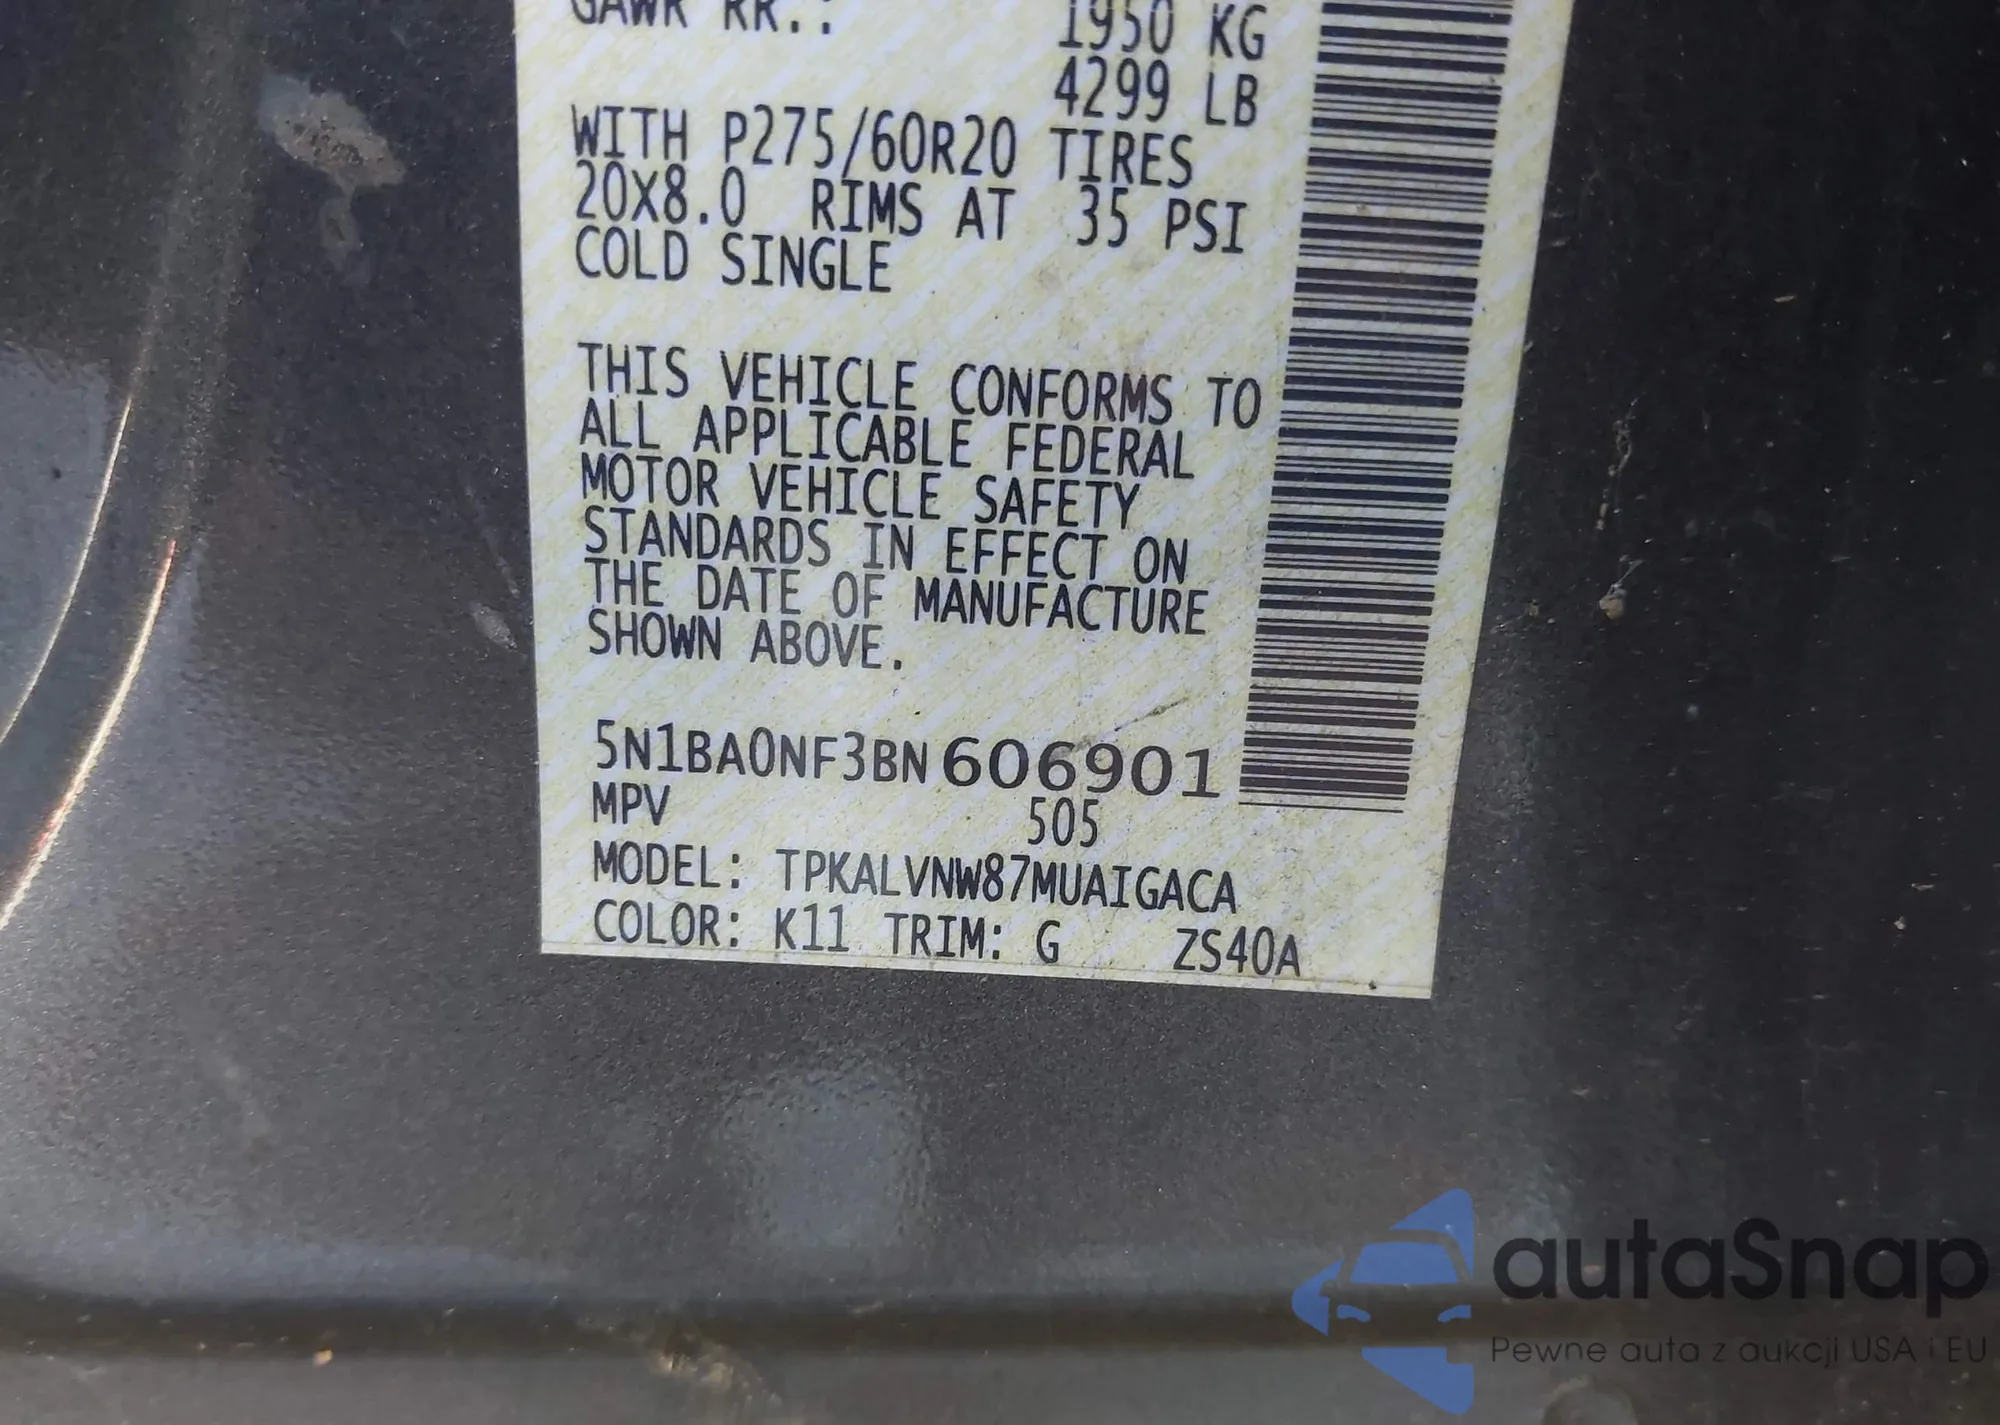 GAWR RR.: 1950 KG
4299 LB
WITH P275/60R20 TIRES
20X8.0 RIMS AT 35 PSI
COLD SINGLE
THIS VEHICLE CONFORMS TO
ALL APPLICABLE FEDERAL
MOTOR VEHICLE SAFETY
STANDARDS IN EFFECT ON
THE DATE OF MANUFACTURE
SHOWN ABOVE.
5N1BA0NF3BN606901
MPV 505
MODEL: TPKALVNW87MUAIGACA
COLOR: K11 TRIM: G ZS40A
autaSnap
Pewne auta z aukcji USA i EU